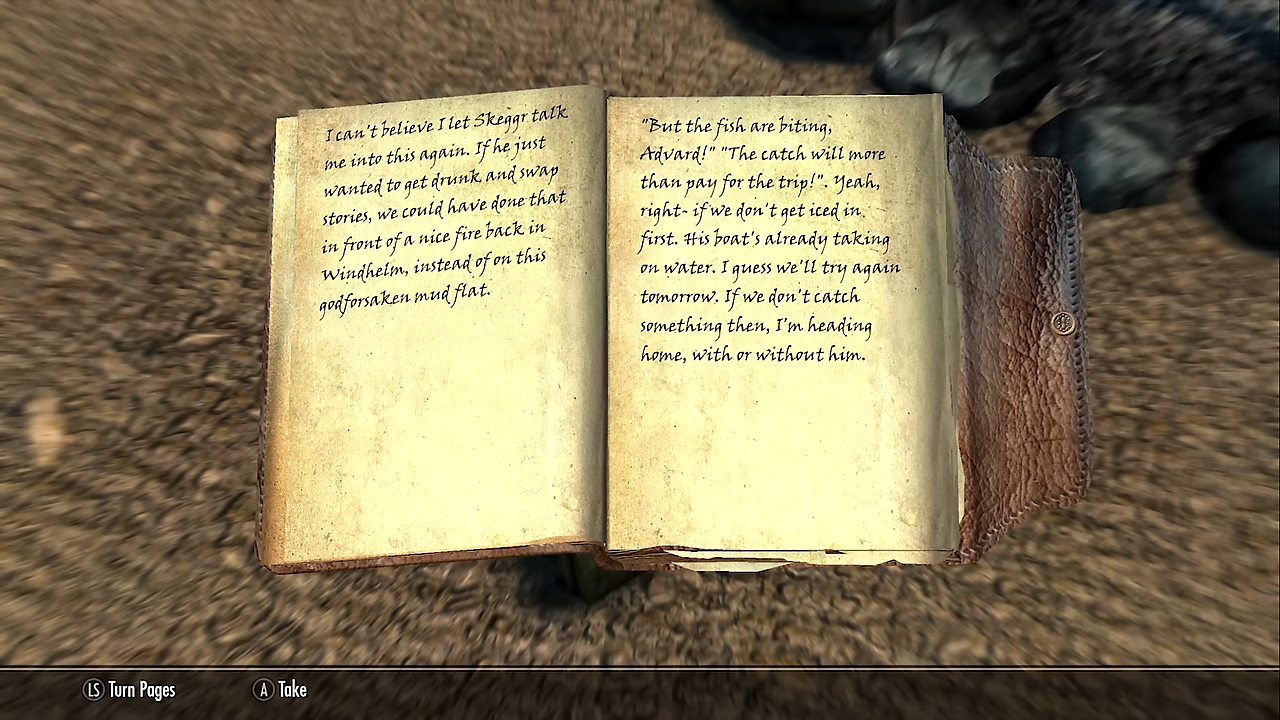 I can't believe I let Skeggr talk
me into this again. If he just
wanted to get drunk and swap
stories, we could have done that
in front of a nice fire back in
Windhelm, instead of on this
godforsaken mud flat.
"But the fish are biting,
Advard!" "The catch will more
than pay for the trip!". Yeah,
right- if we don't get iced in
first. His boat's already taking
on water. I guess we'll try again
tomorrow. If we don't catch
something then, I'm heading
home, with or without him.
LS Turn Pages
A Take